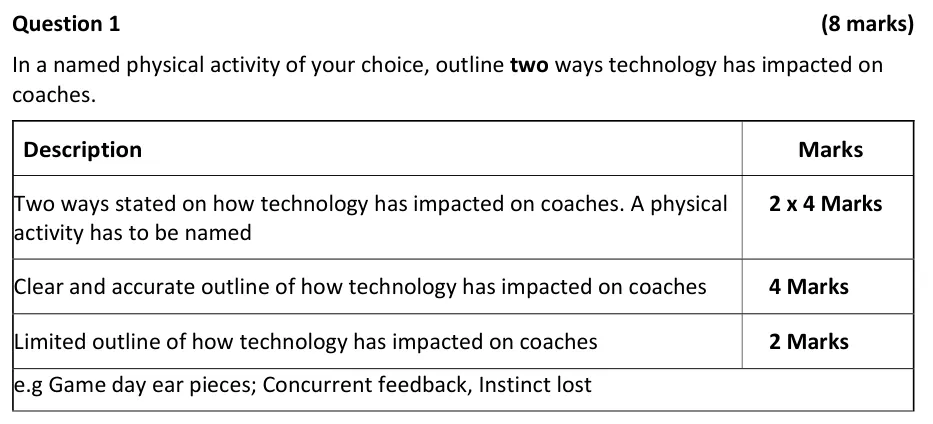 Question 1 (8 marks)
In a named physical activity of your choice, outline two ways technology has impacted on
coaches.
Description Marks
Two ways stated on how technology has impacted on coaches. A physical 2 x 4 Marks
activity has to be named
Clear and accurate outline of how technology has impacted on coaches 4 Marks
Limited outline of how technology has impacted on coaches 2 Marks
e.g Game day ear pieces; Concurrent feedback, Instinct lost